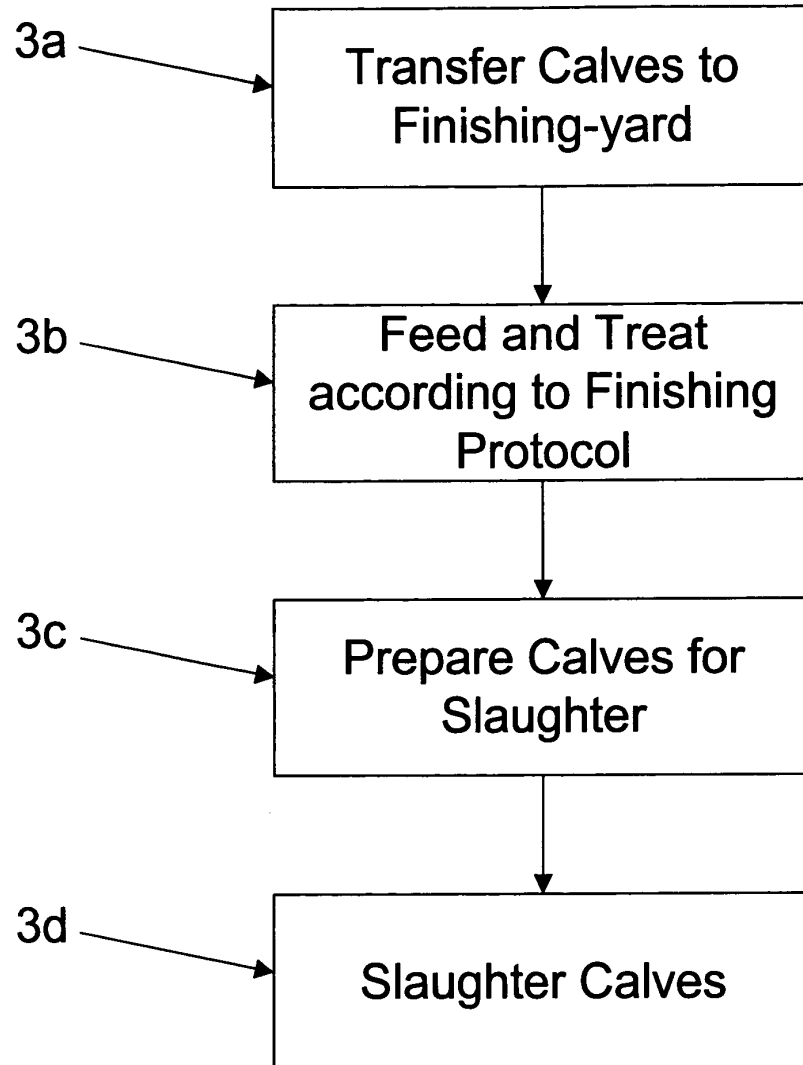 3a
Transfer Calves to
Finishing-yard
3b
Feed and Treat
according to Finishing
Protocol
3c
Prepare Calves for
Slaughter
3d
Slaughter Calves